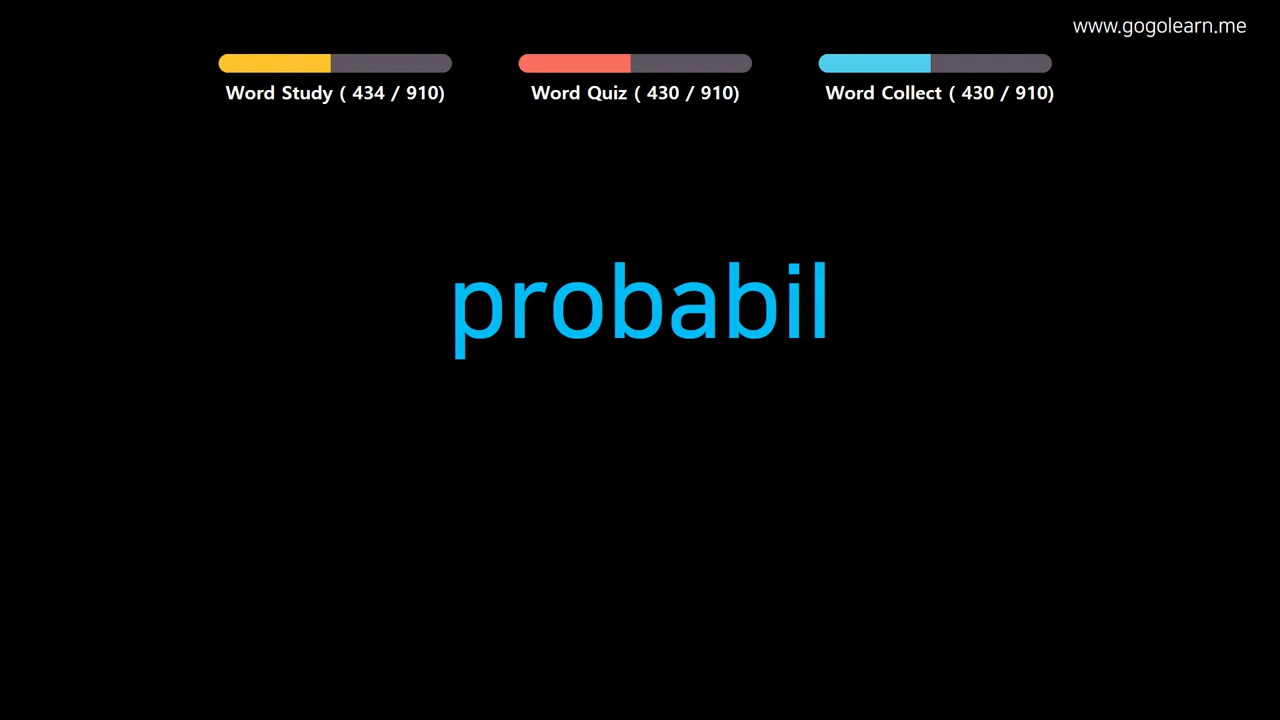 www.gogolearn.me
Word Study ( 434 / 910)
Word Quiz ( 430 / 910)
Word Collect ( 430 / 910)
probabil